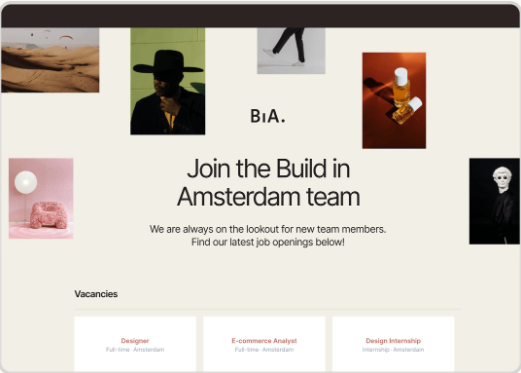 BIA.
Join the Build in
Amsterdam team
We are always on the lookout for new team members.
Find our latest job openings below!
Vacancies
Designer
Full-time · Amsterdam
E-commerce Analyst
Full-time · Amsterdam
Design Internship
Internship · Amsterdam